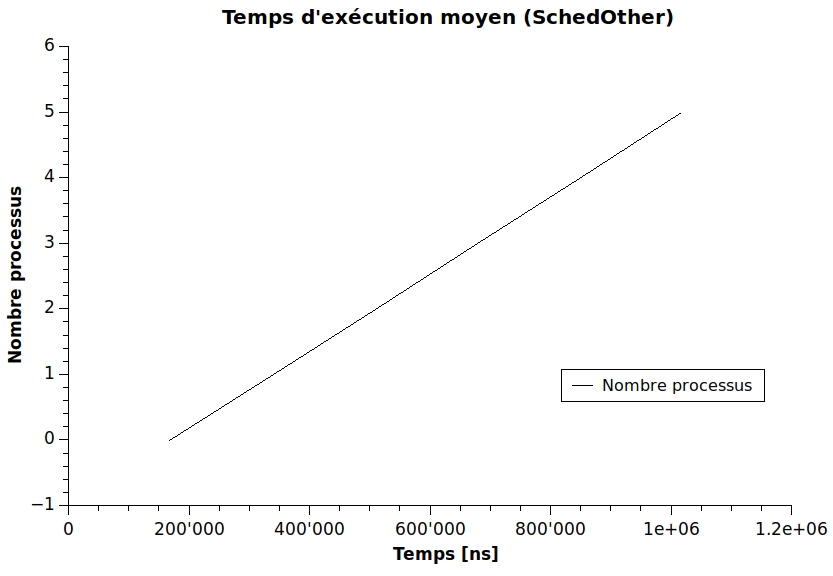 Temps d'exécution moyen (SchedOther)
6
5
4
3
2
1
0
−1
Nombre processus
Nombre processus
0 200'000 400'000 600'000 800'000 1e+06 1.2e+06
Temps [ns]